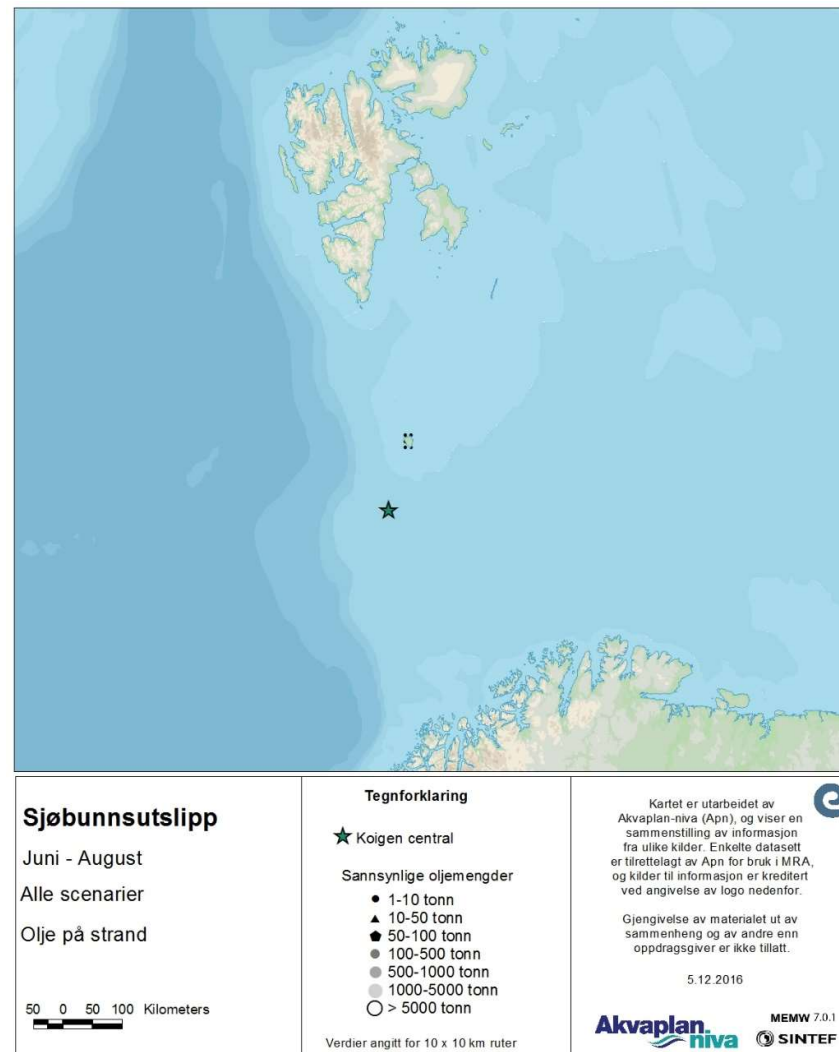 Sjøbunnsutslipp
Juni - August
Alle scenarier
Olje på strand
50 0 50 100 Kilometers
Tegnforklaring
Koigen central
Sannsynlige oljemengder
1-10 tonn
10-50 tonn
50-100 tonn
100-500 tonn
500-1000 tonn
1000-5000 tonn
> 5000 tonn
Verdier angitt for 10 x 10 km ruter
Kartet er utarbeidet av
Akvaplan-niva (Apn), og viser en
sammenstilling av informasjon
fra ulike kilder. Enkelte datasett
er tilrettelagt av Apn for bruk i MRA,
og kilder til informasjon er kreditert
ved angivelse av logo nedenfor.
Gjengivelse av materialet ut av
sammenheng og av andre enn
oppdragsgiver er ikke tillatt.
5.12.2016
Akvaplan
niva
MEMW 7.0.1
SINTEF